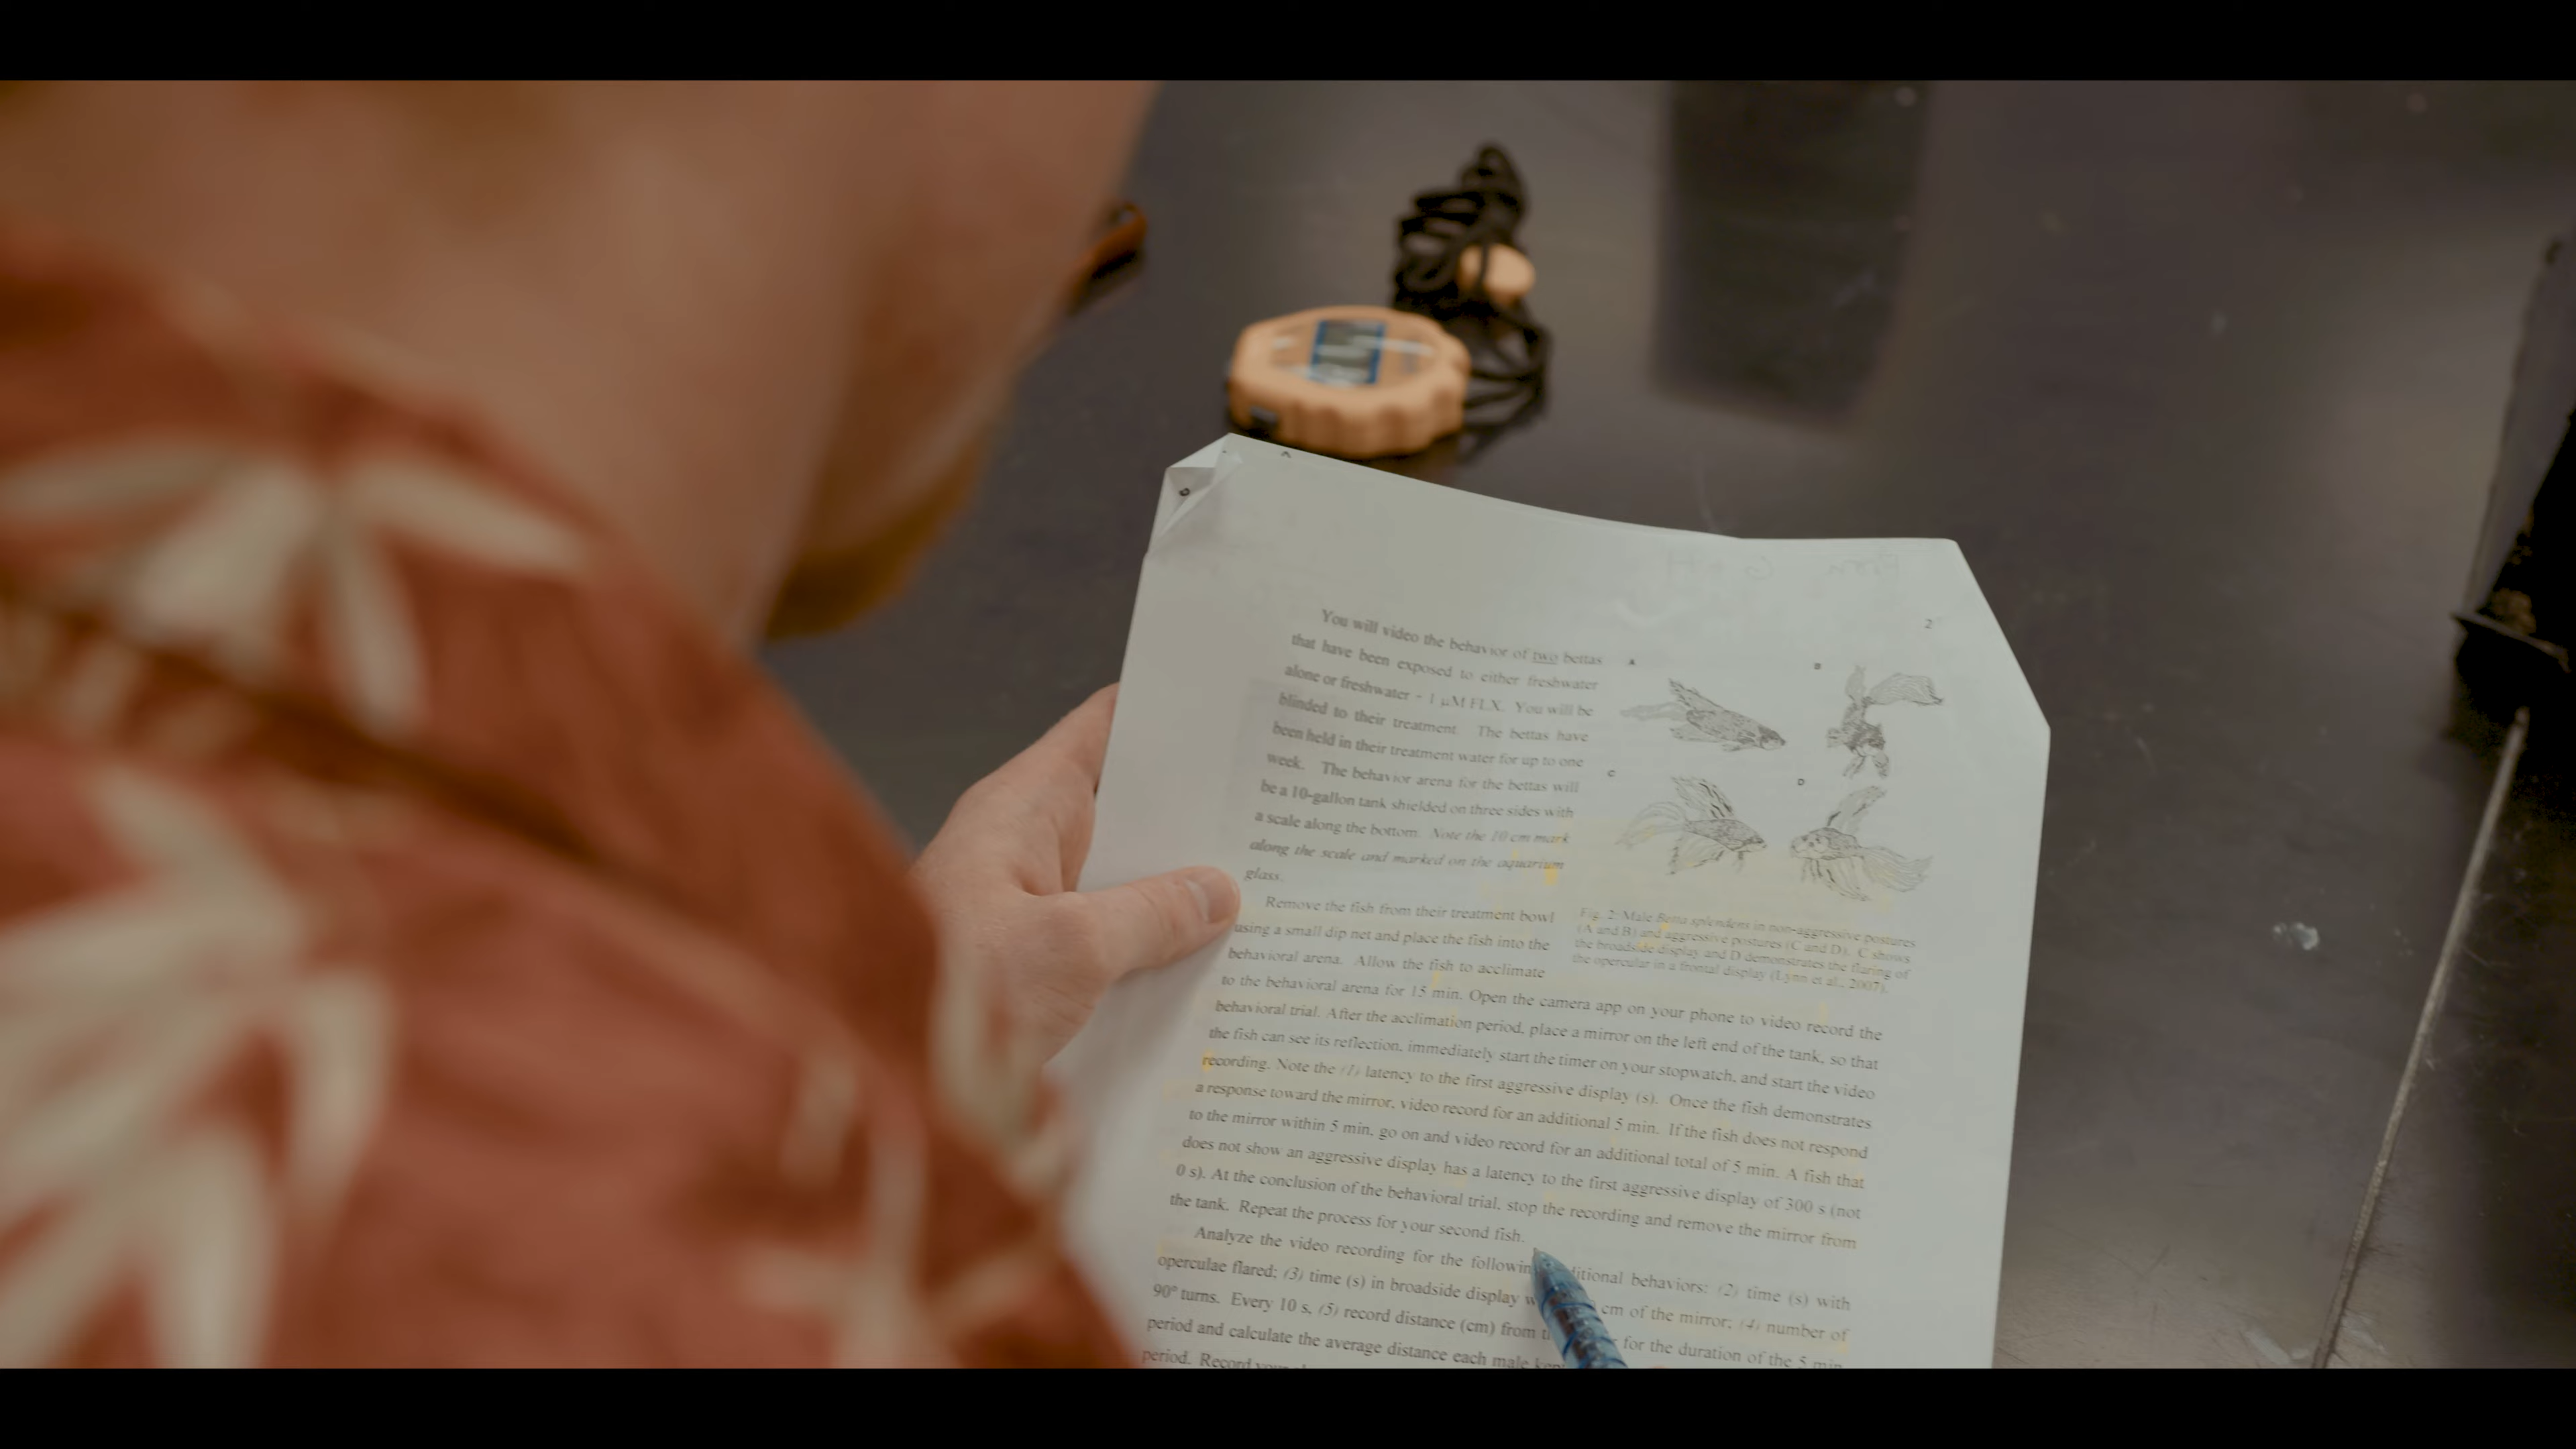 2
You will video the behavior of two bettas
that have been exposed to either freshwater
alone or freshwater + 1 µM FLX. You will be
blinded to their treatment. The bettas have
been held in their treatment water for up to one
week. The behavior arena for the bettas will
be a 10-gallon tank shielded on three sides with
a scale along the bottom. Note the 10 cm mark
along the scale and marked on the aquarium
glass.
A
B
C
D
Fig. 2: Male Betta splendens in non-aggressive postures
(A and B) and aggressive postures (C and D). C shows
the broadside display and D demonstrates the flaring of
the opercular in a frontal display (Lynn et al., 2007).
Remove the fish from their treatment bowl
using a small dip net and place the fish into the
behavioral arena. Allow the fish to acclimate
to the behavioral arena for 15 min. Open the camera app on your phone to video record the
behavioral trial. After the acclimation period, place a mirror on the left end of the tank, so that
the fish can see its reflection, immediately start the timer on your stopwatch, and start the video
recording. Note the (1) latency to the first aggressive display (s). Once the fish demonstrates
a response toward the mirror, video record for an additional 5 min. If the fish does not respond
to the mirror within 5 min, go on and video record for an additional total of 5 min. A fish that
does not show an aggressive display has a latency to the first aggressive display of 300 s (not
0 s). At the conclusion of the behavioral trial, stop the recording and remove the mirror from
the tank. Repeat the process for your second fish.
Analyze the video recording for the behaviors: (2) time (s) with
operculae flared; (3) time (s) in broadside display cm of the mirror; (4) number of
90° turns. Every 10 s, (5) record distance (cm) from for the duration of the 5 min
period and calculate the average distance each male
period. Record